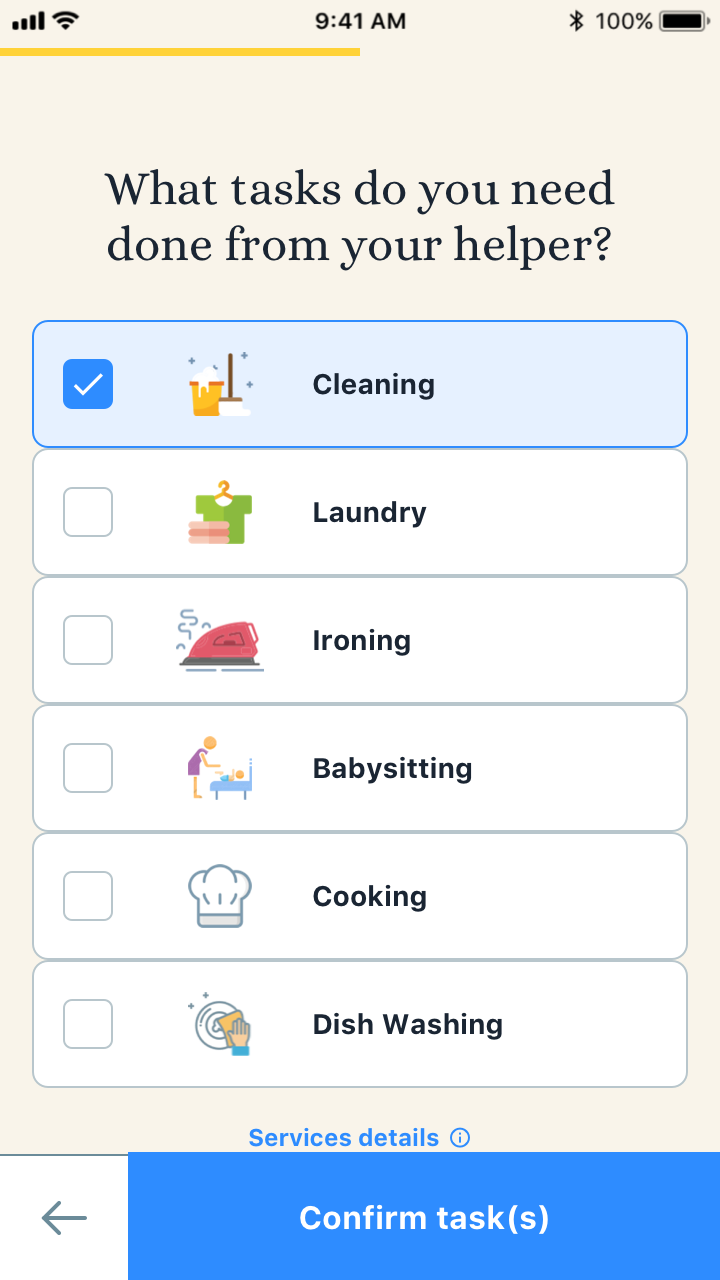 9:41 AM 100%
What tasks do you need
done from your helper?
Cleaning
Laundry
Ironing
Babysitting
Cooking
Dish Washing
Services details
Confirm task(s)